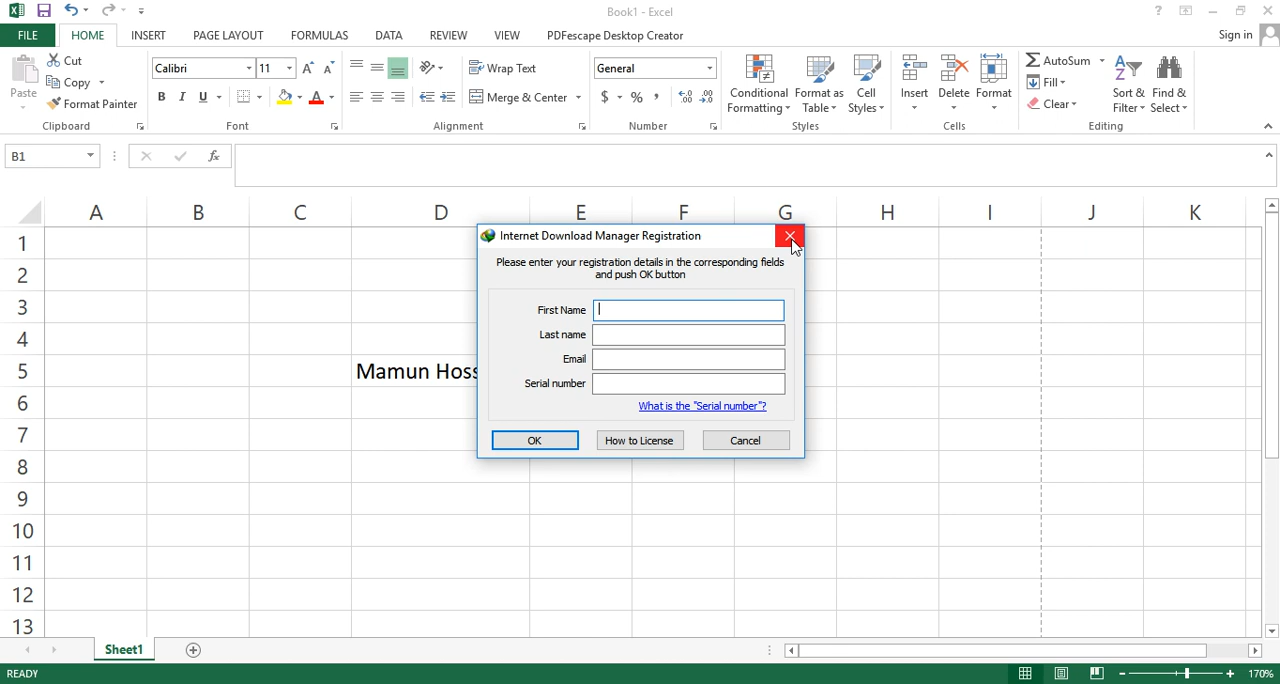 Book1 - Excel
?
FILE HOME INSERT PAGE LAYOUT FORMULAS DATA REVIEW VIEW PDFescape Desktop Creator Sign in
Paste
Cut
Copy
Format Painter
Clipboard
Calibri 11
B I U
Font
Wrap Text
Merge & Center
Alignment
General
$ % ,
Number
Conditional Formatting
Format as Table
Cell Styles
Styles
Insert Delete Format
Cells
AutoSum
Fill
Clear
Sort & Filter
Find & Select
Editing
B1 fx
A B C D E F G H I J K
1
2
3
4
5 Mamun Hoss
6
7
8
9
10
11
12
13
Internet Download Manager Registration
Please enter your registration details in the corresponding fields
and push OK button
First Name
Last name
Email
Serial number
What is the "Serial number"?
OK How to License Cancel
Sheet1
READY 170%